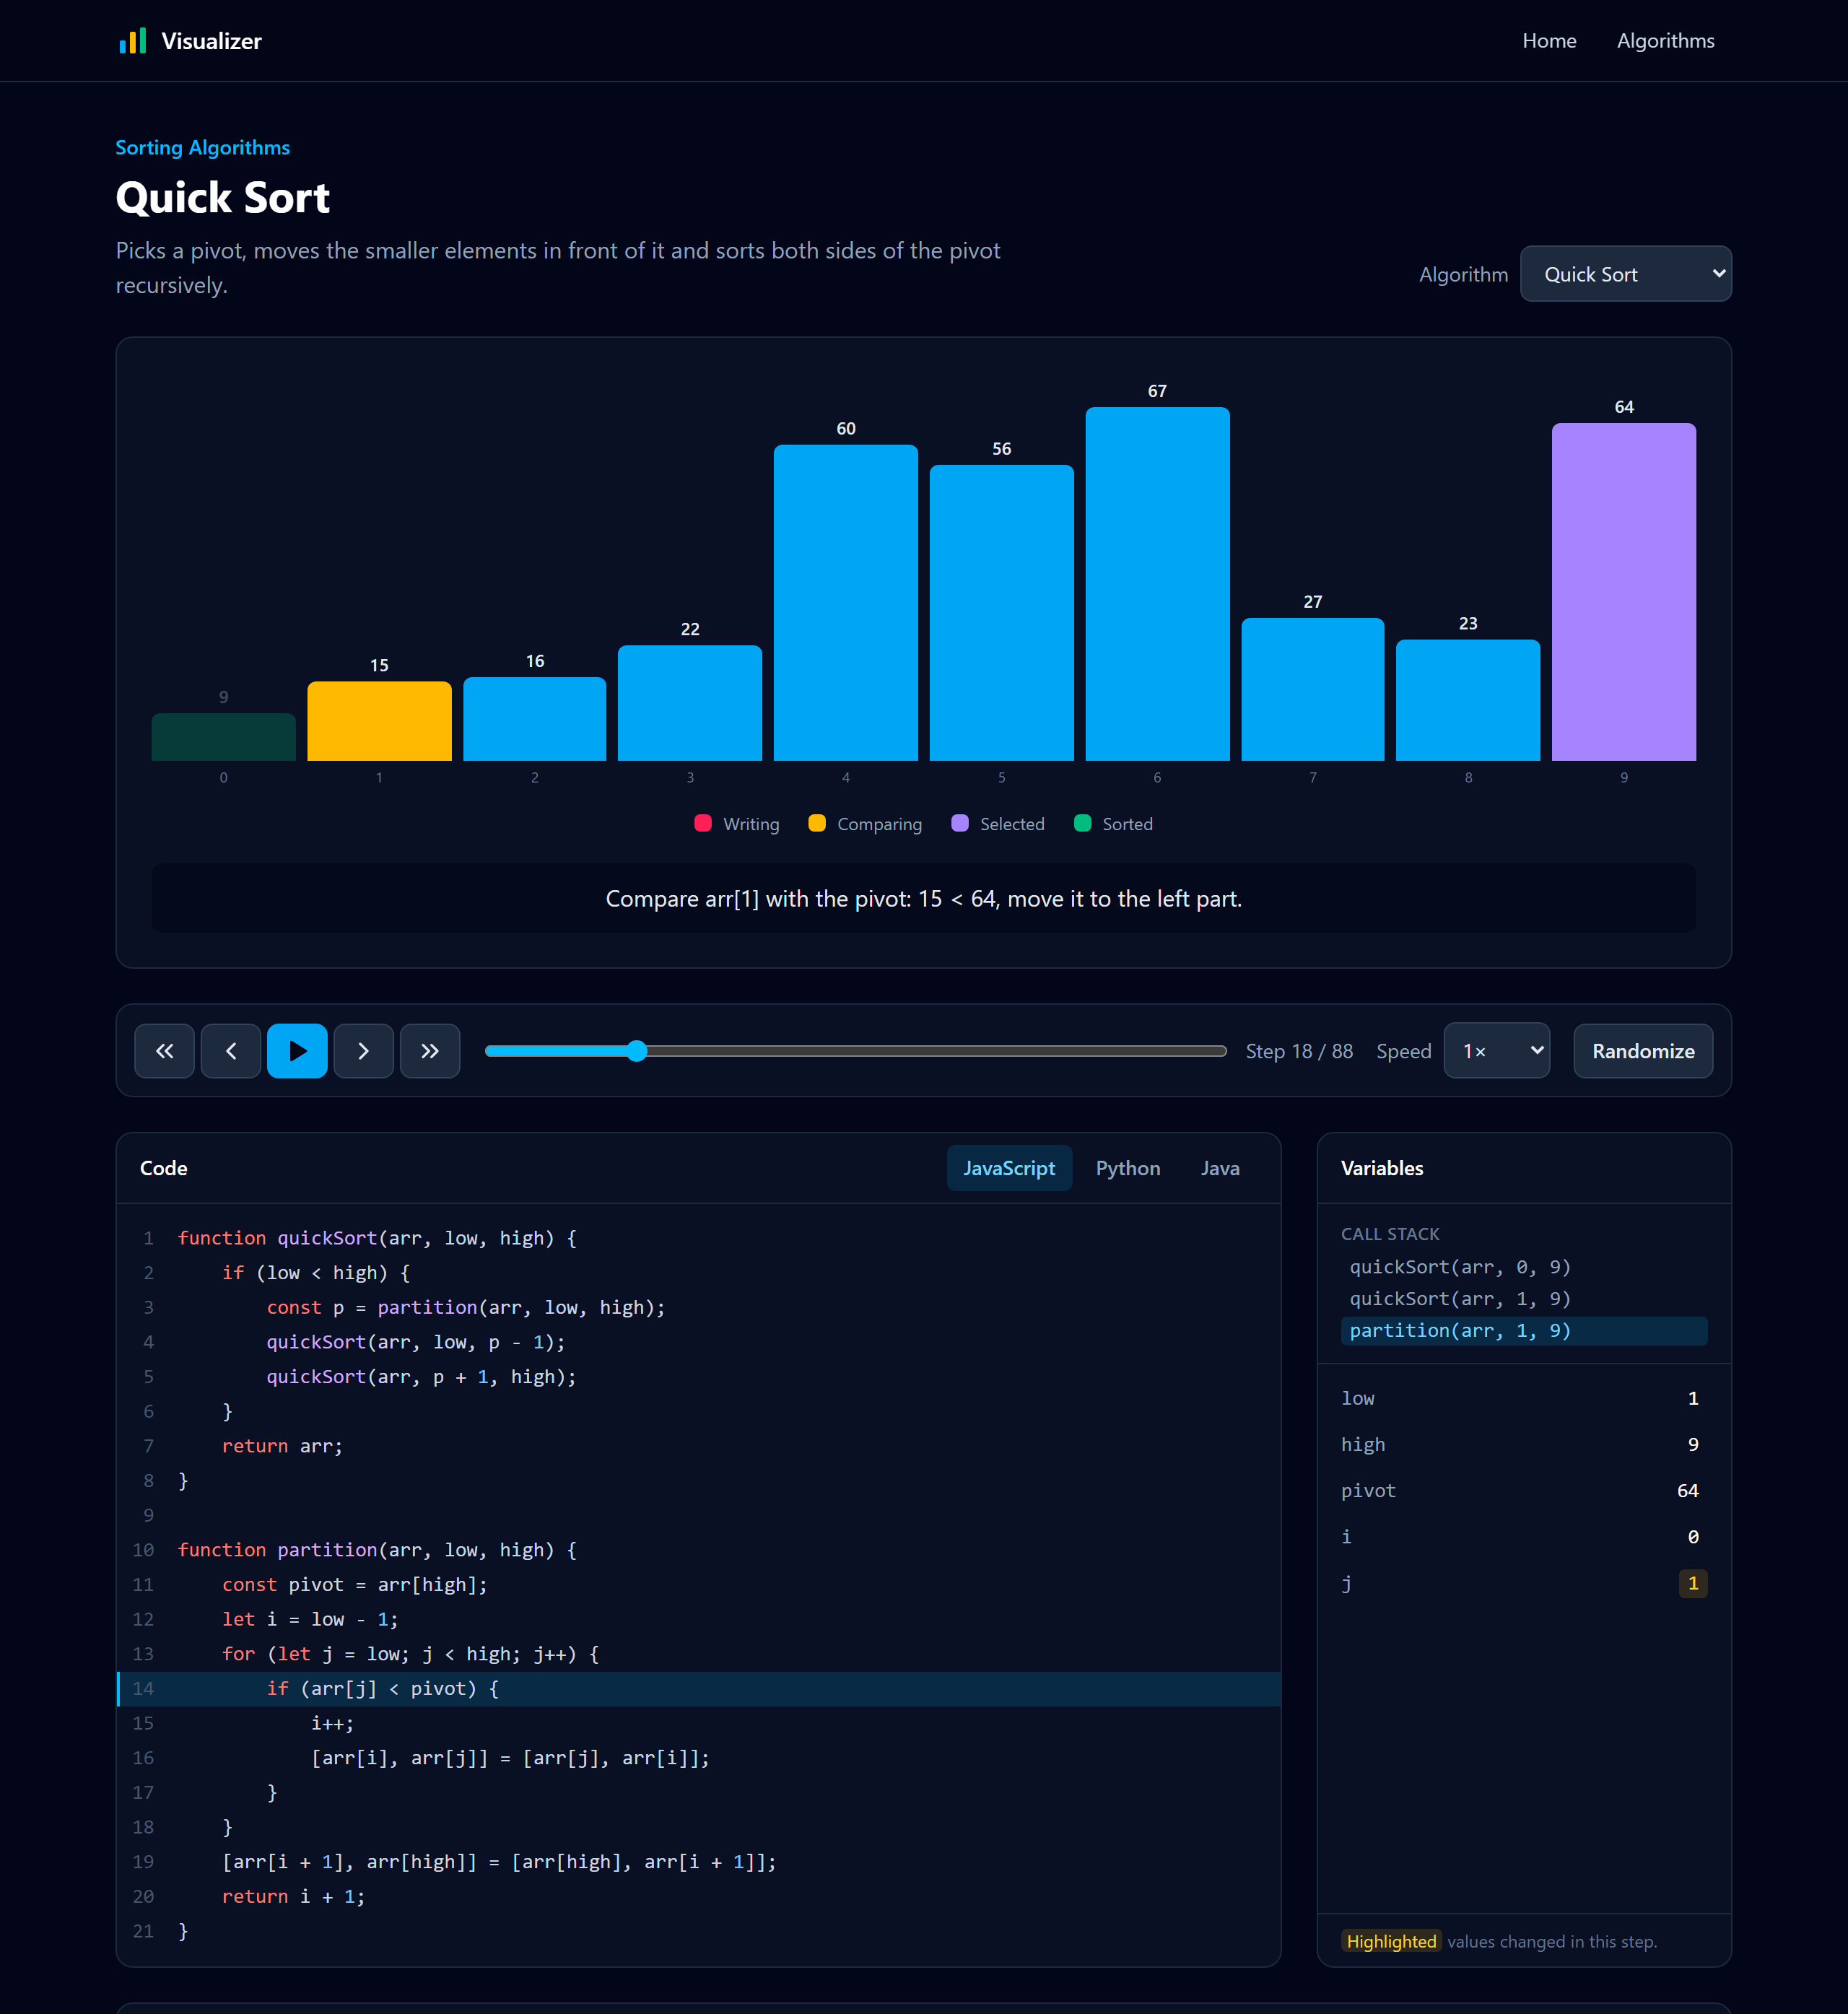 Visualizer
Home
Algorithms
Sorting Algorithms
Quick Sort
Picks a pivot, moves the smaller elements in front of it and sorts both sides of the pivot
recursively.
Algorithm
Quick Sort
9
15
16
22
60
56
67
27
23
64
0
1
2
3
4
5
6
7
8
9
Writing
Comparing
Selected
Sorted
Compare arr[1] with the pivot: 15 < 64, move it to the left part.
Step 18 / 88
Speed
1×
Randomize
Code
JavaScript
Python
Java
1 function quickSort(arr, low, high) {
2     if (low < high) {
3         const p = partition(arr, low, high);
4         quickSort(arr, low, p - 1);
5         quickSort(arr, p + 1, high);
6     }
7     return arr;
8 }
9
10 function partition(arr, low, high) {
11     const pivot = arr[high];
12     let i = low - 1;
13     for (let j = low; j < high; j++) {
14         if (arr[j] < pivot) {
15             i++;
16             [arr[i], arr[j]] = [arr[j], arr[i]];
17         }
18     }
19     [arr[i + 1], arr[high]] = [arr[high], arr[i + 1]];
20     return i + 1;
21 }
Variables
CALL STACK
quickSort(arr, 0, 9)
quickSort(arr, 1, 9)
partition(arr, 1, 9)
low 1
high 9
pivot 64
i 0
j 1
Highlighted values changed in this step.